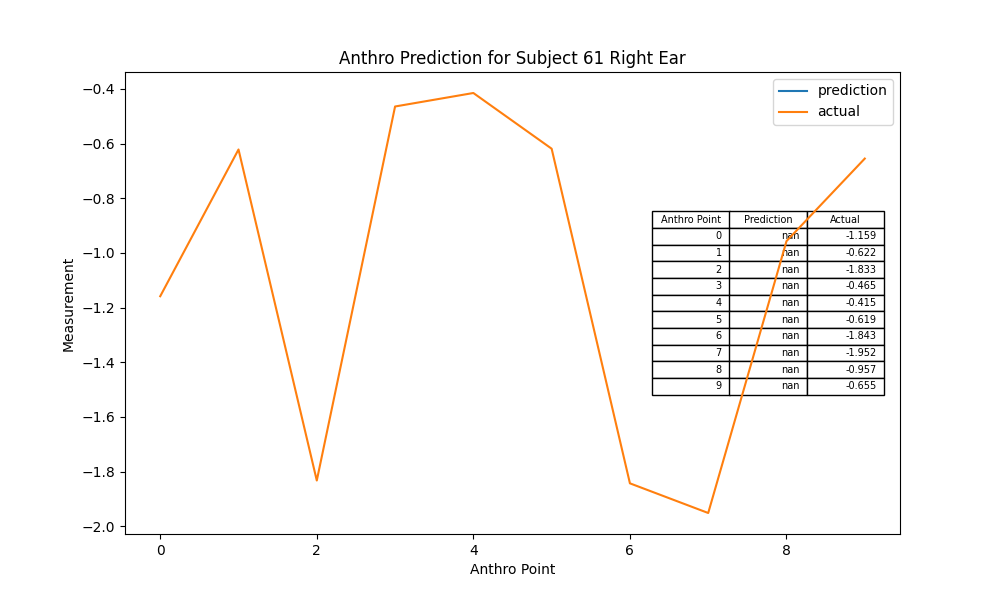 Anthro Prediction for Subject 61 Right Ear
prediction
actual
Measurement
−0.4
−0.6
−0.8
−1.0
−1.2
−1.4
−1.6
−1.8
−2.0
Anthro Point Prediction Actual
0 nan -1.159
1 nan -0.622
2 nan -1.833
3 nan -0.465
4 nan -0.415
5 nan -0.619
6 nan -1.843
7 nan -1.952
8 nan -0.957
9 nan -0.655
0 2 4 6 8
Anthro Point